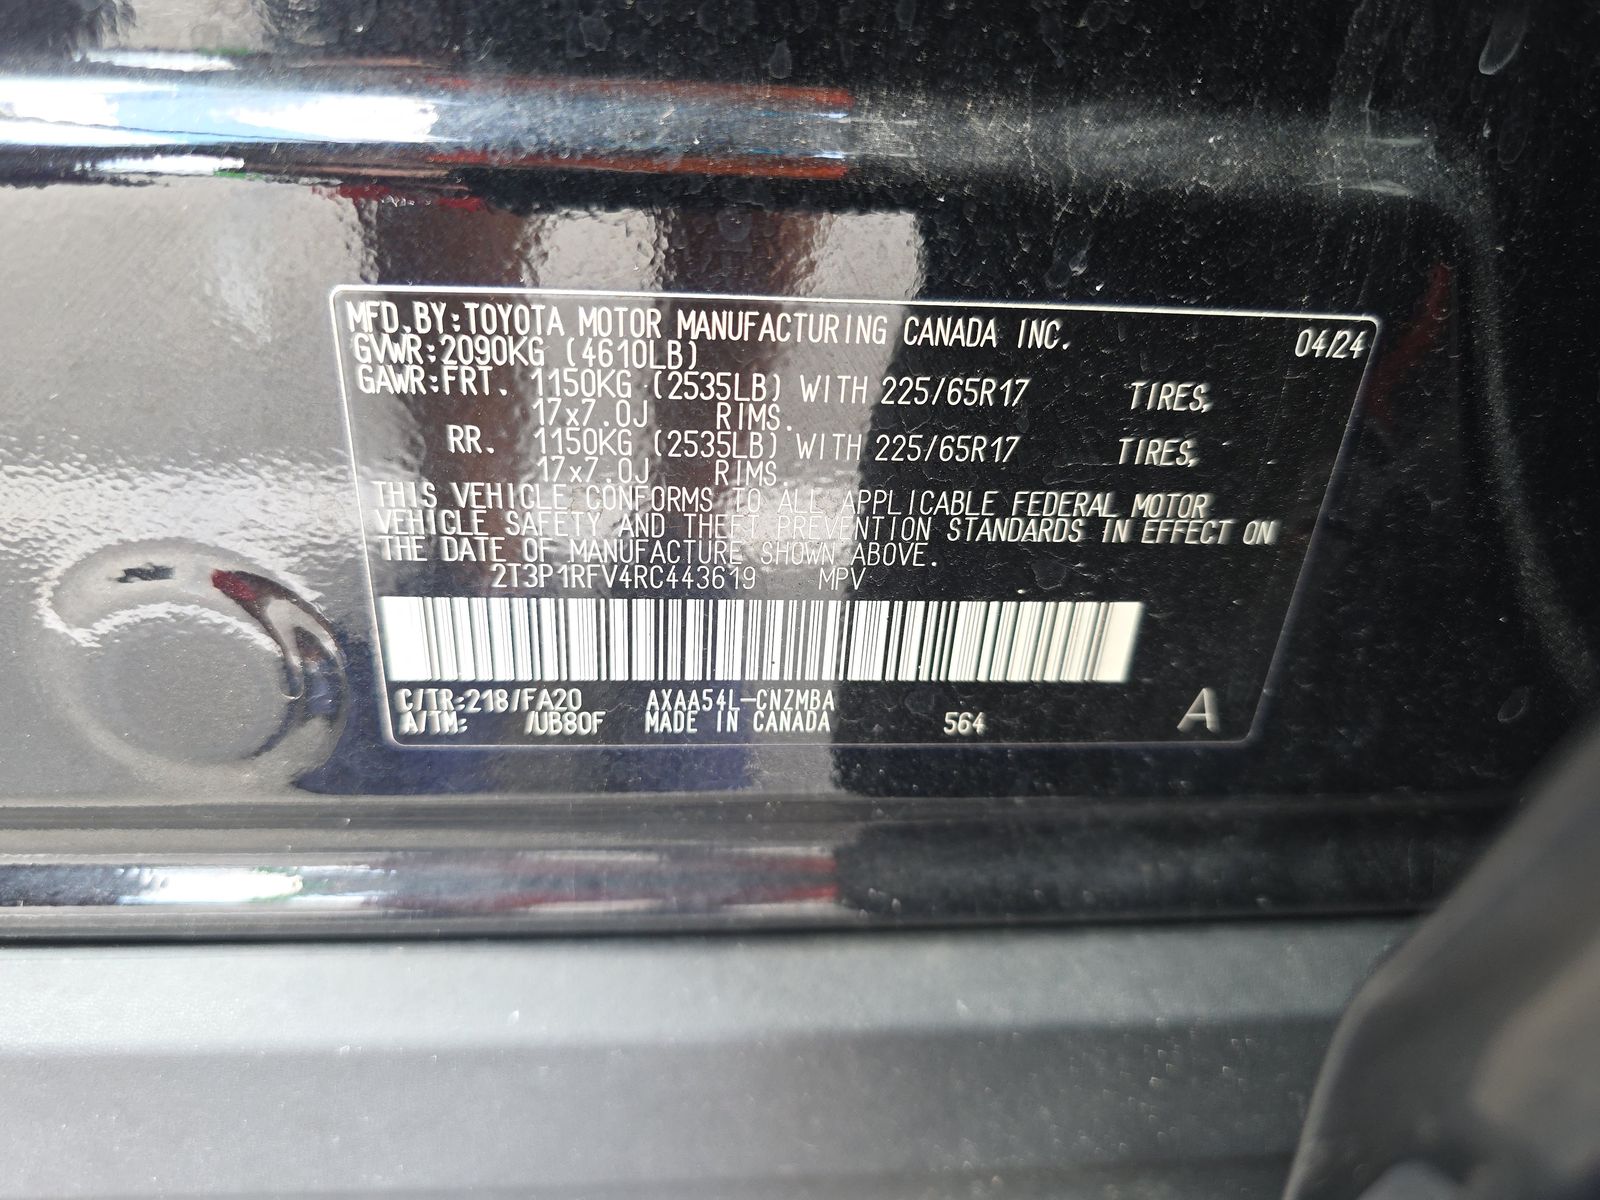 MFD.BY:TOYOTA MOTOR MANUFACTURING CANADA INC. 04/24
GVWR:2090KG (4610LB)
GAWR:FRT. 1150KG (2535LB) WITH 225/65R17 TIRES,
17x7.0J RIMS.
RR. 1150KG (2535LB) WITH 225/65R17 TIRES,
17x7.0J RIMS.
THIS VEHICLE CONFORMS TO ALL APPLICABLE FEDERAL MOTOR
VEHICLE SAFETY AND THEFT PREVENTION STANDARDS IN EFFECT ON
THE DATE OF MANUFACTURE SHOWN ABOVE.
2T3P1RFV4RC443619 MPV
C/TR:218/FA20 AXAA54L-CNZMBA
A/TM: /UB80F MADE IN CANADA 564 A